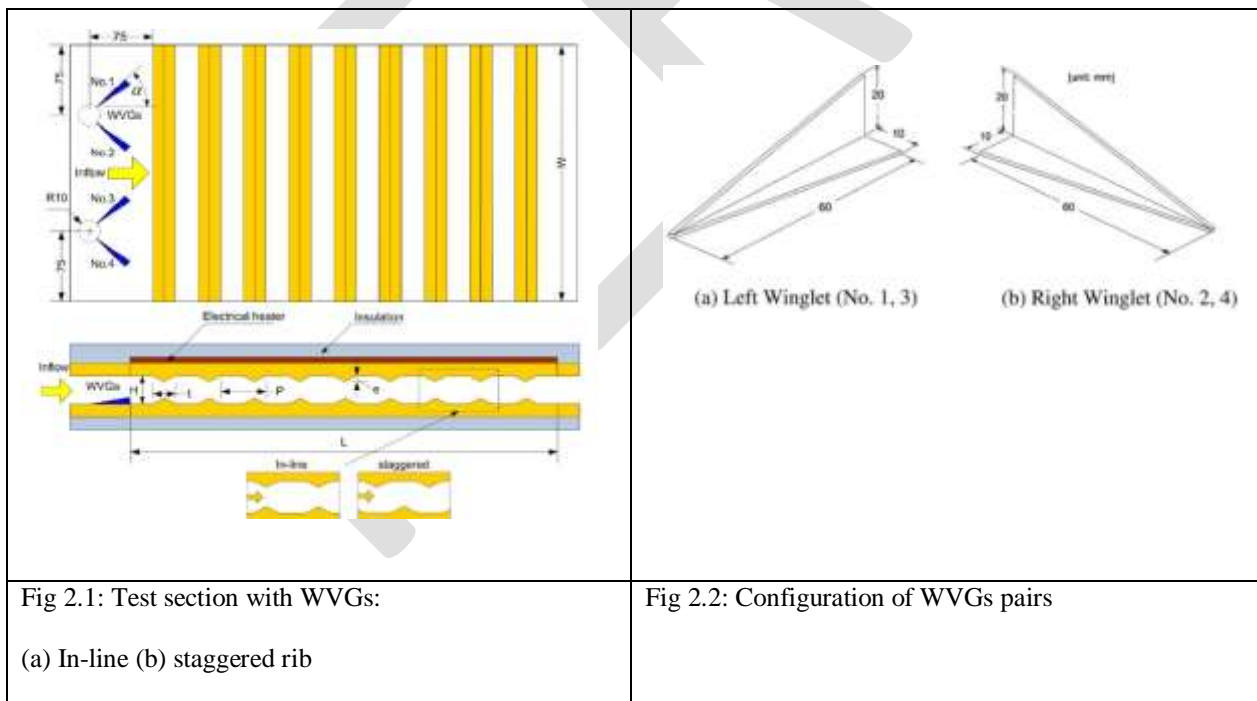 75
75
No.1
α
WVGs
No.2
Inflow
R10
No.3
No.4
75
W
Electrical heater
Insulation
Inflow
WVGs
H
t
P
e
L
In-line
staggered
20
10
60
(a) Left Winglet (No. 1, 3)
(unit: mm)
20
10
60
(b) Right Winglet (No. 2, 4)
Fig 2.1: Test section with WVGs:
(a) In-line (b) staggered rib
Fig 2.2: Configuration of WVGs pairs